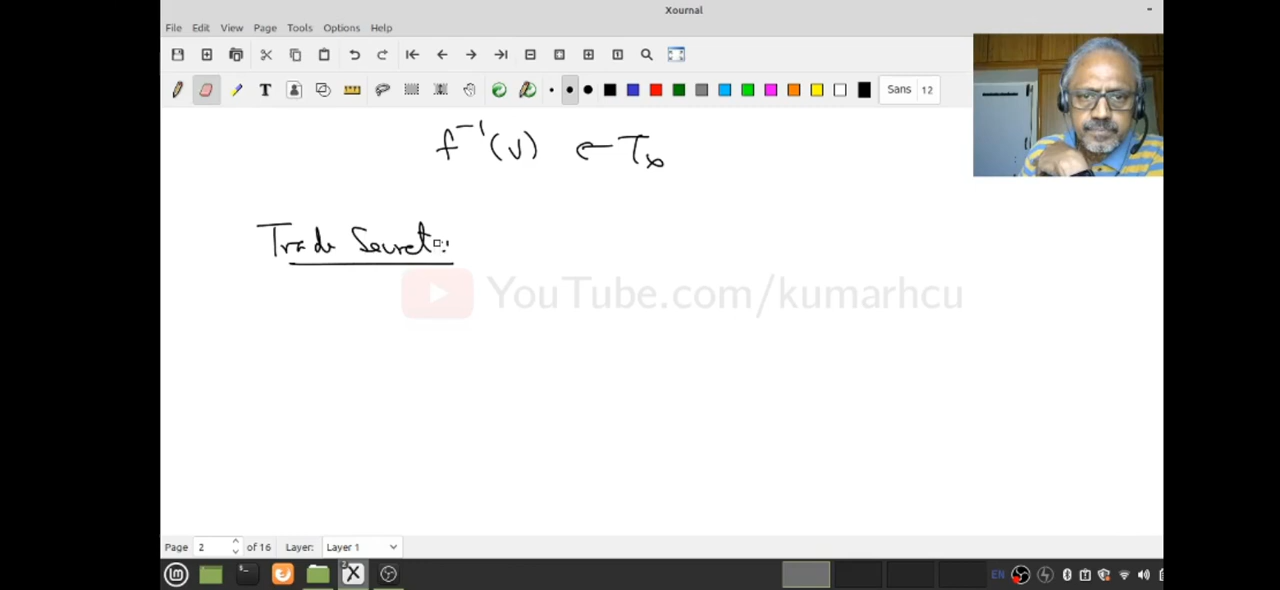 Xournal
File Edit View Page Tools Options Help
T Sans 12
f⁻¹(V) ← Tx
Trade Secret:
YouTube.com/kumarhcu
Page 2 of 16 Layer: Layer 1
EN